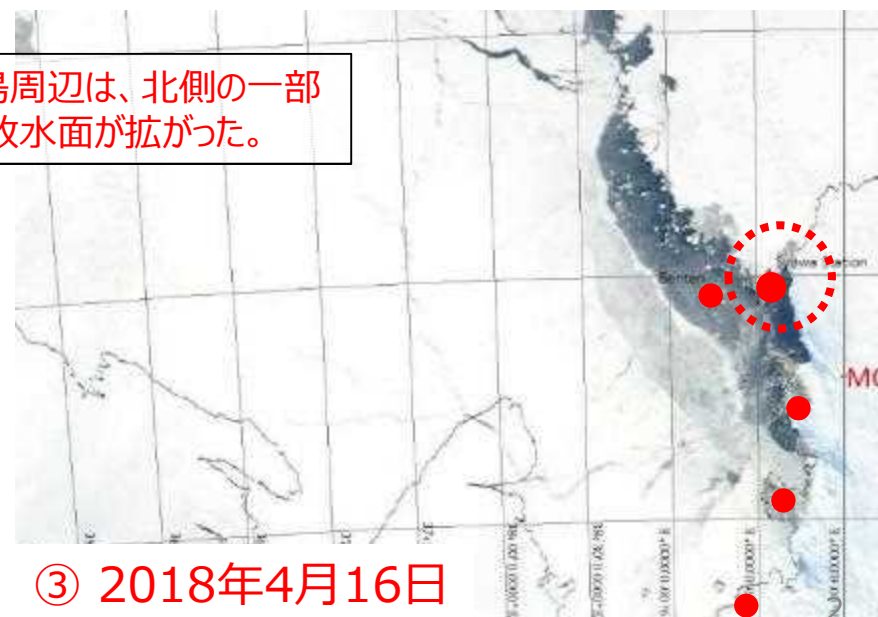 島周辺は、北側の一部
放水面が拡がった。
Syowa Station
Benten
MO
③ 2018年4月16日